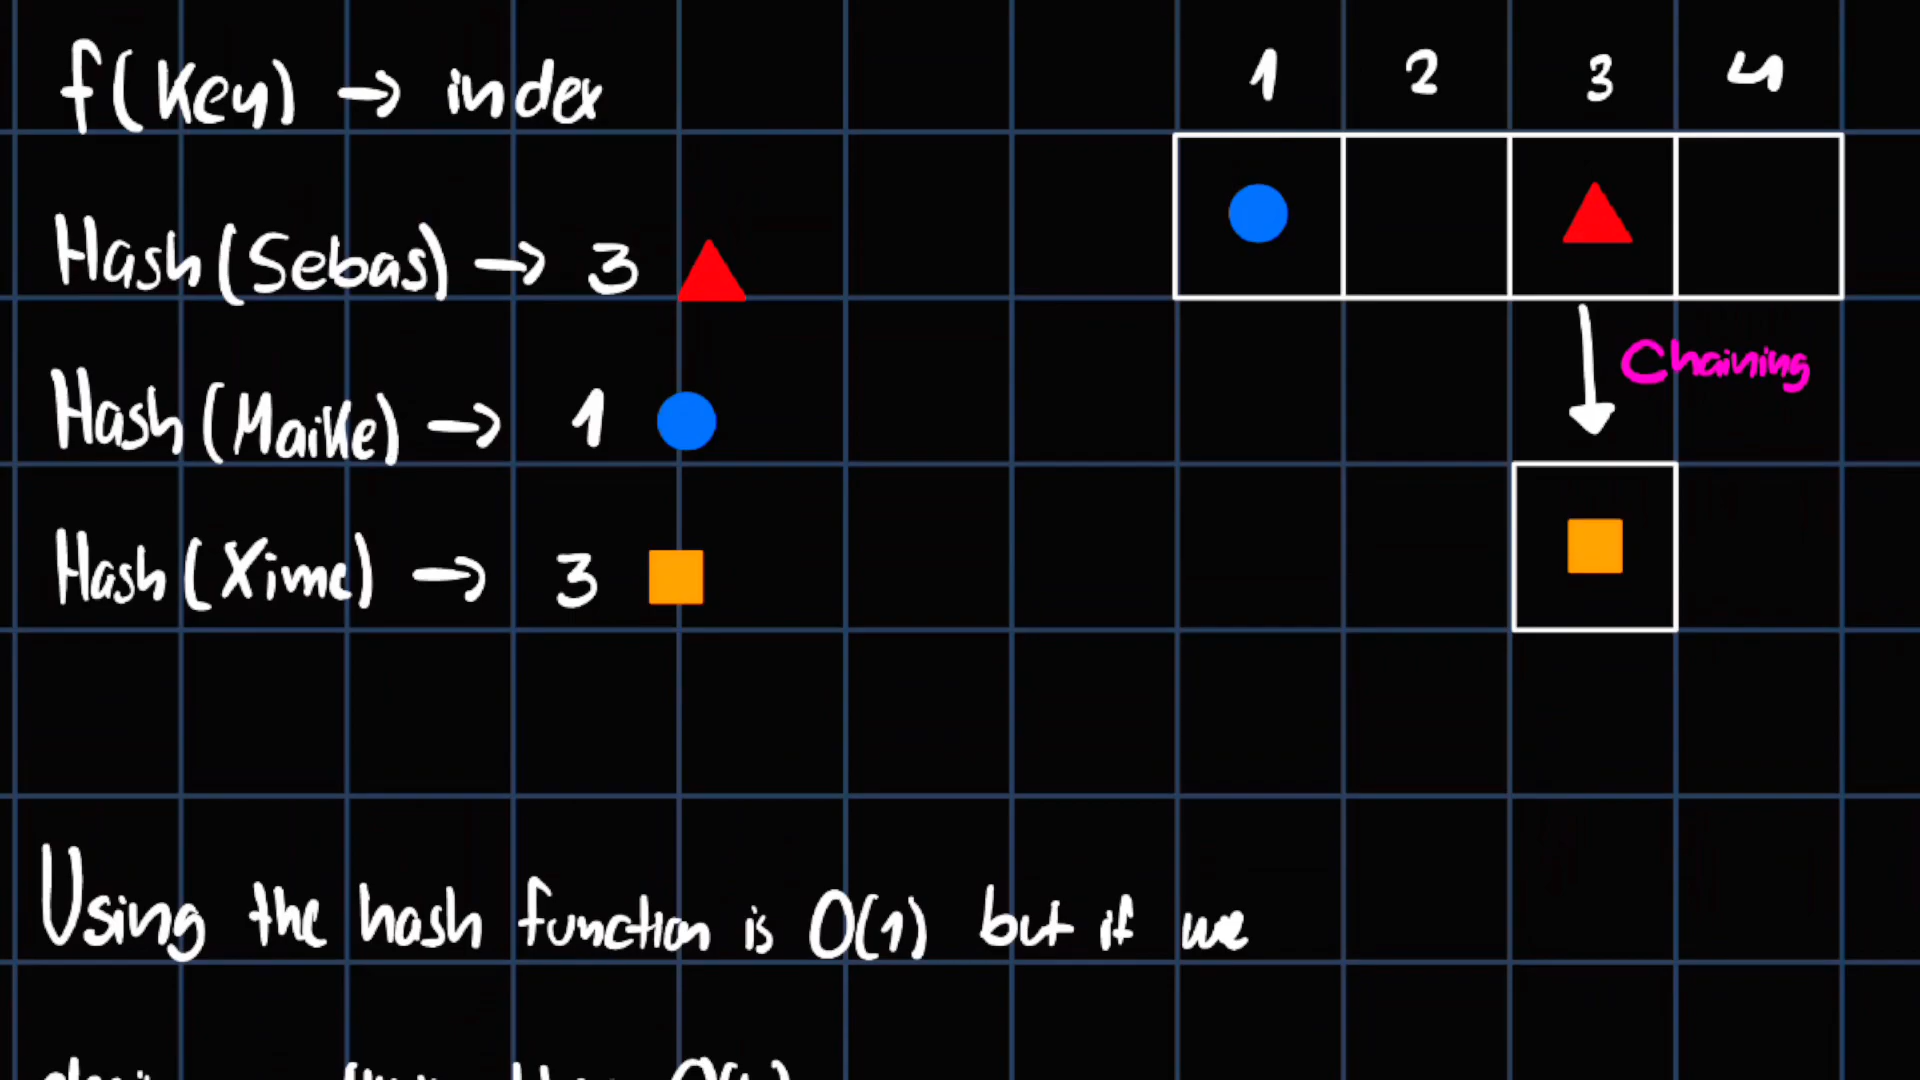 f(Key) → index
1 2 3 4
Hash(Sebas) → 3
Chaining
Hash(Maike) → 1
Hash(Xime) → 3
Using the hash function is O(1) but if we